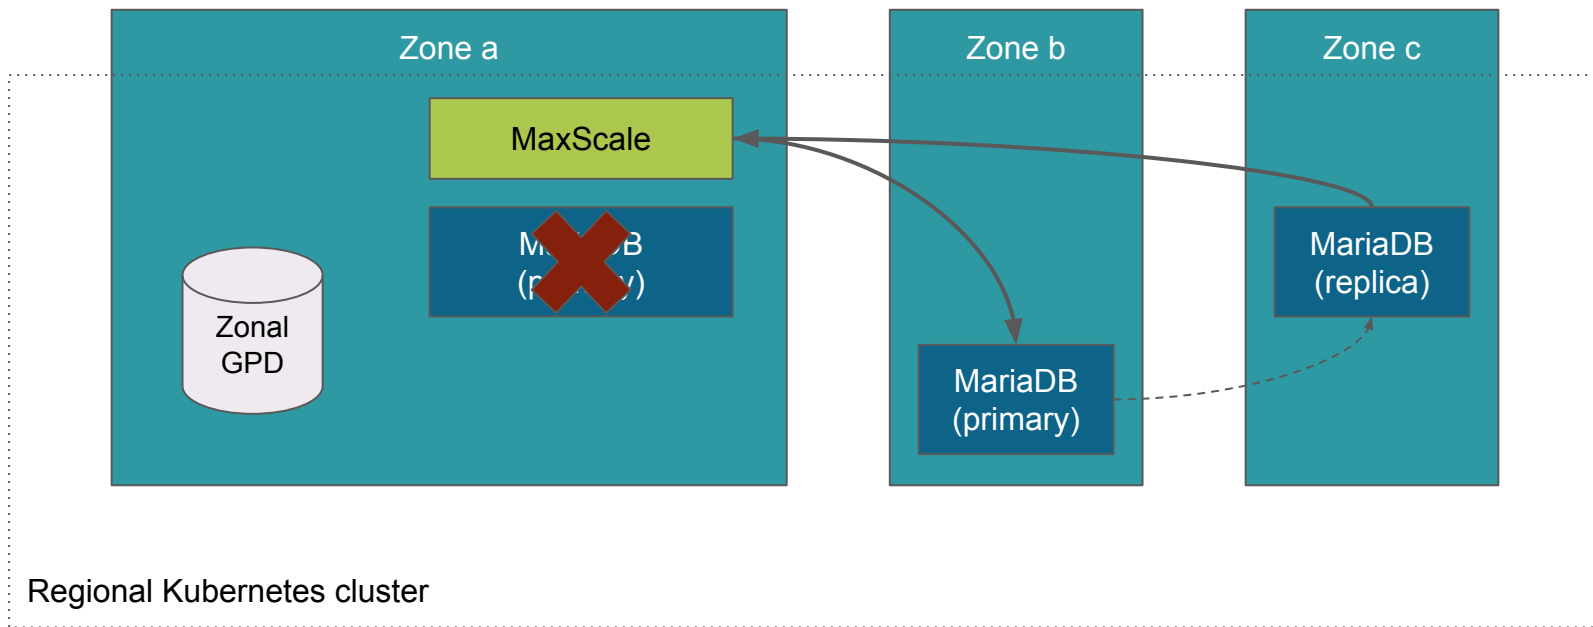 Zone a
Zone b
Zone c
MaxScale
MariaDB
(replica)
Zonal
GPD
MariaDB
(primary)
Regional Kubernetes cluster